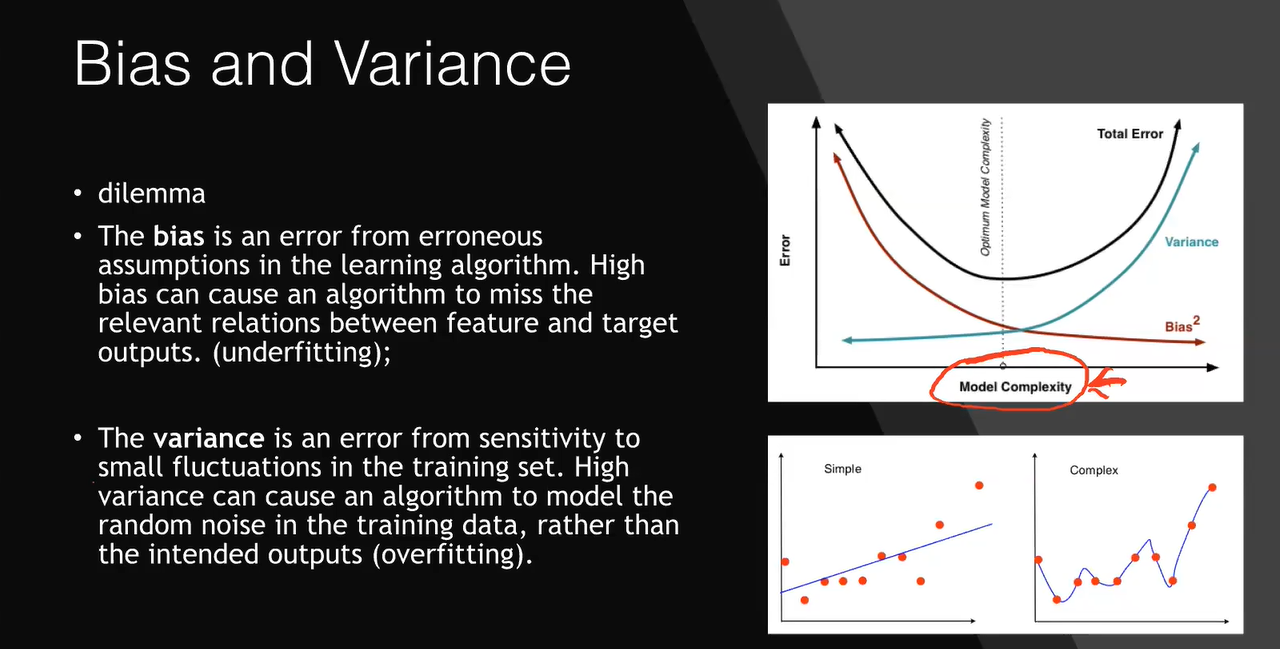 Bias and Variance
• dilemma
• The bias is an error from erroneous
assumptions in the learning algorithm. High
bias can cause an algorithm to miss the
relevant relations between feature and target
outputs. (underfitting);
• The variance is an error from sensitivity to
small fluctuations in the training set. High
variance can cause an algorithm to model the
random noise in the training data, rather than
the intended outputs (overfitting).
Error
Optimum Model Complexity
Total Error
Variance
Bias²
Model Complexity
Simple
Complex